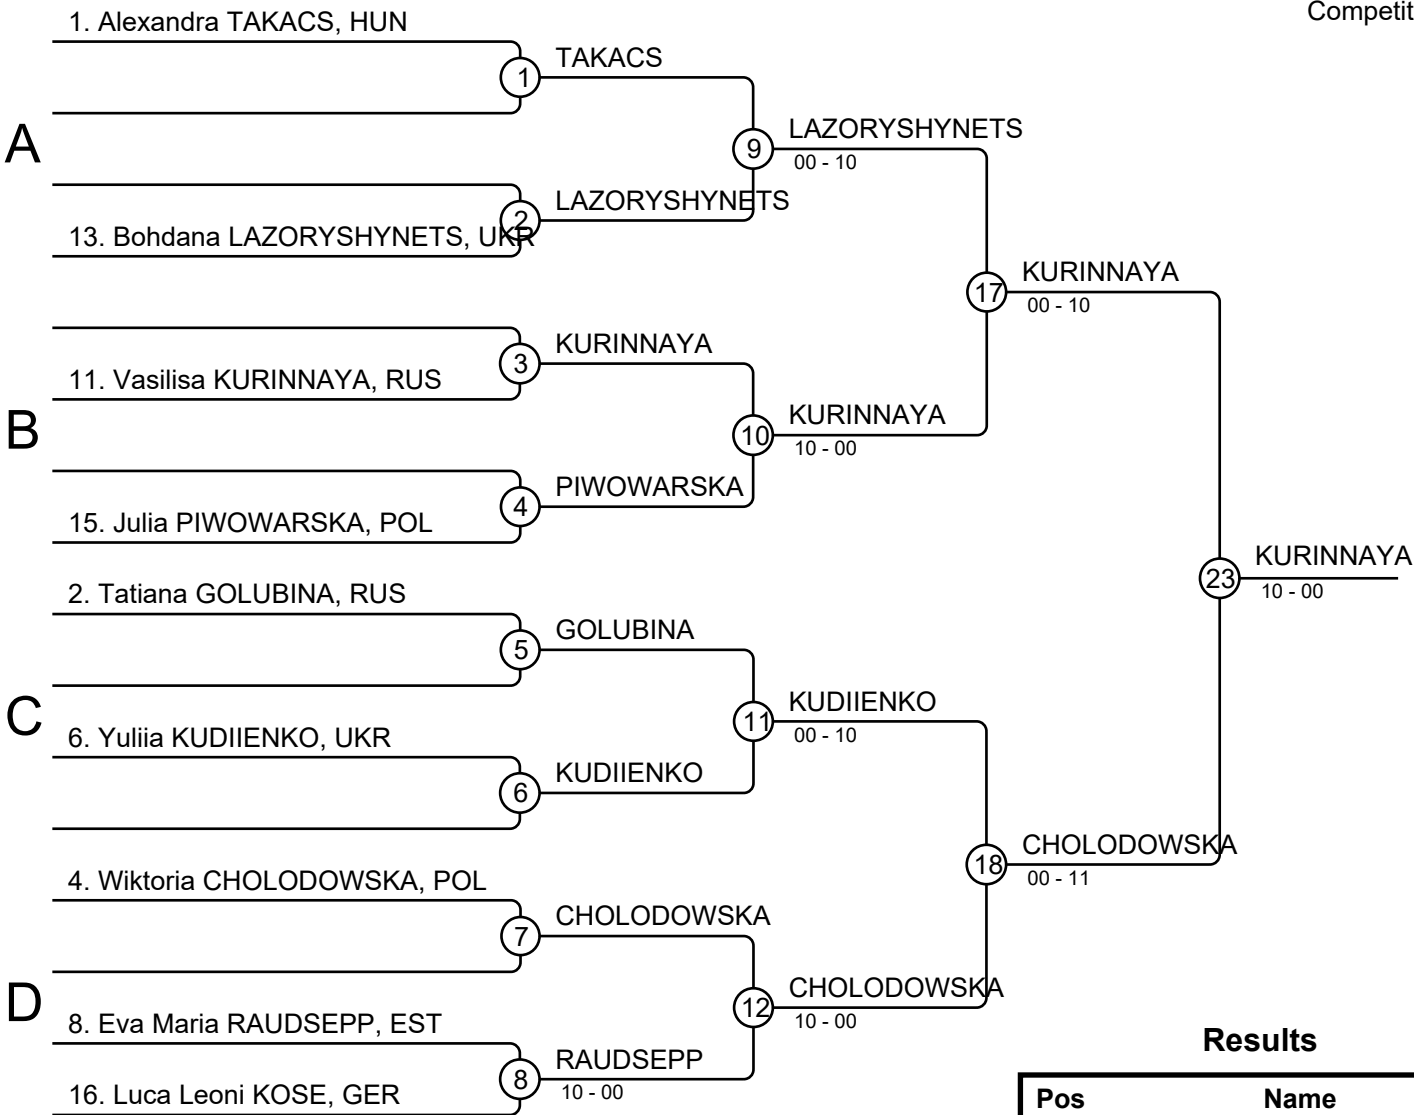 Competit
1. Alexandra TAKACS, HUN
1
TAKACS
A
9
LAZORYSHYNETS
00 - 10
2
LAZORYSHYNETS
13. Bohdana LAZORYSHYNETS, UKR
17
KURINNAYA
00 - 10
3
KURINNAYA
11. Vasilisa KURINNAYA, RUS
B
10
KURINNAYA
10 - 00
4
PIWOWARSKA
15. Julia PIWOWARSKA, POL
23
KURINNAYA
10 - 00
2. Tatiana GOLUBINA, RUS
5
GOLUBINA
C
11
KUDIIENKO
00 - 10
6. Yuliia KUDIIENKO, UKR
6
KUDIIENKO
18
CHOLODOWSKA
00 - 11
4. Wiktoria CHOLODOWSKA, POL
7
CHOLODOWSKA
D
12
CHOLODOWSKA
10 - 00
8. Eva Maria RAUDSEPP, EST
8
RAUDSEPP
10 - 00
16. Luca Leoni KOSE, GER
Results
Pos Name